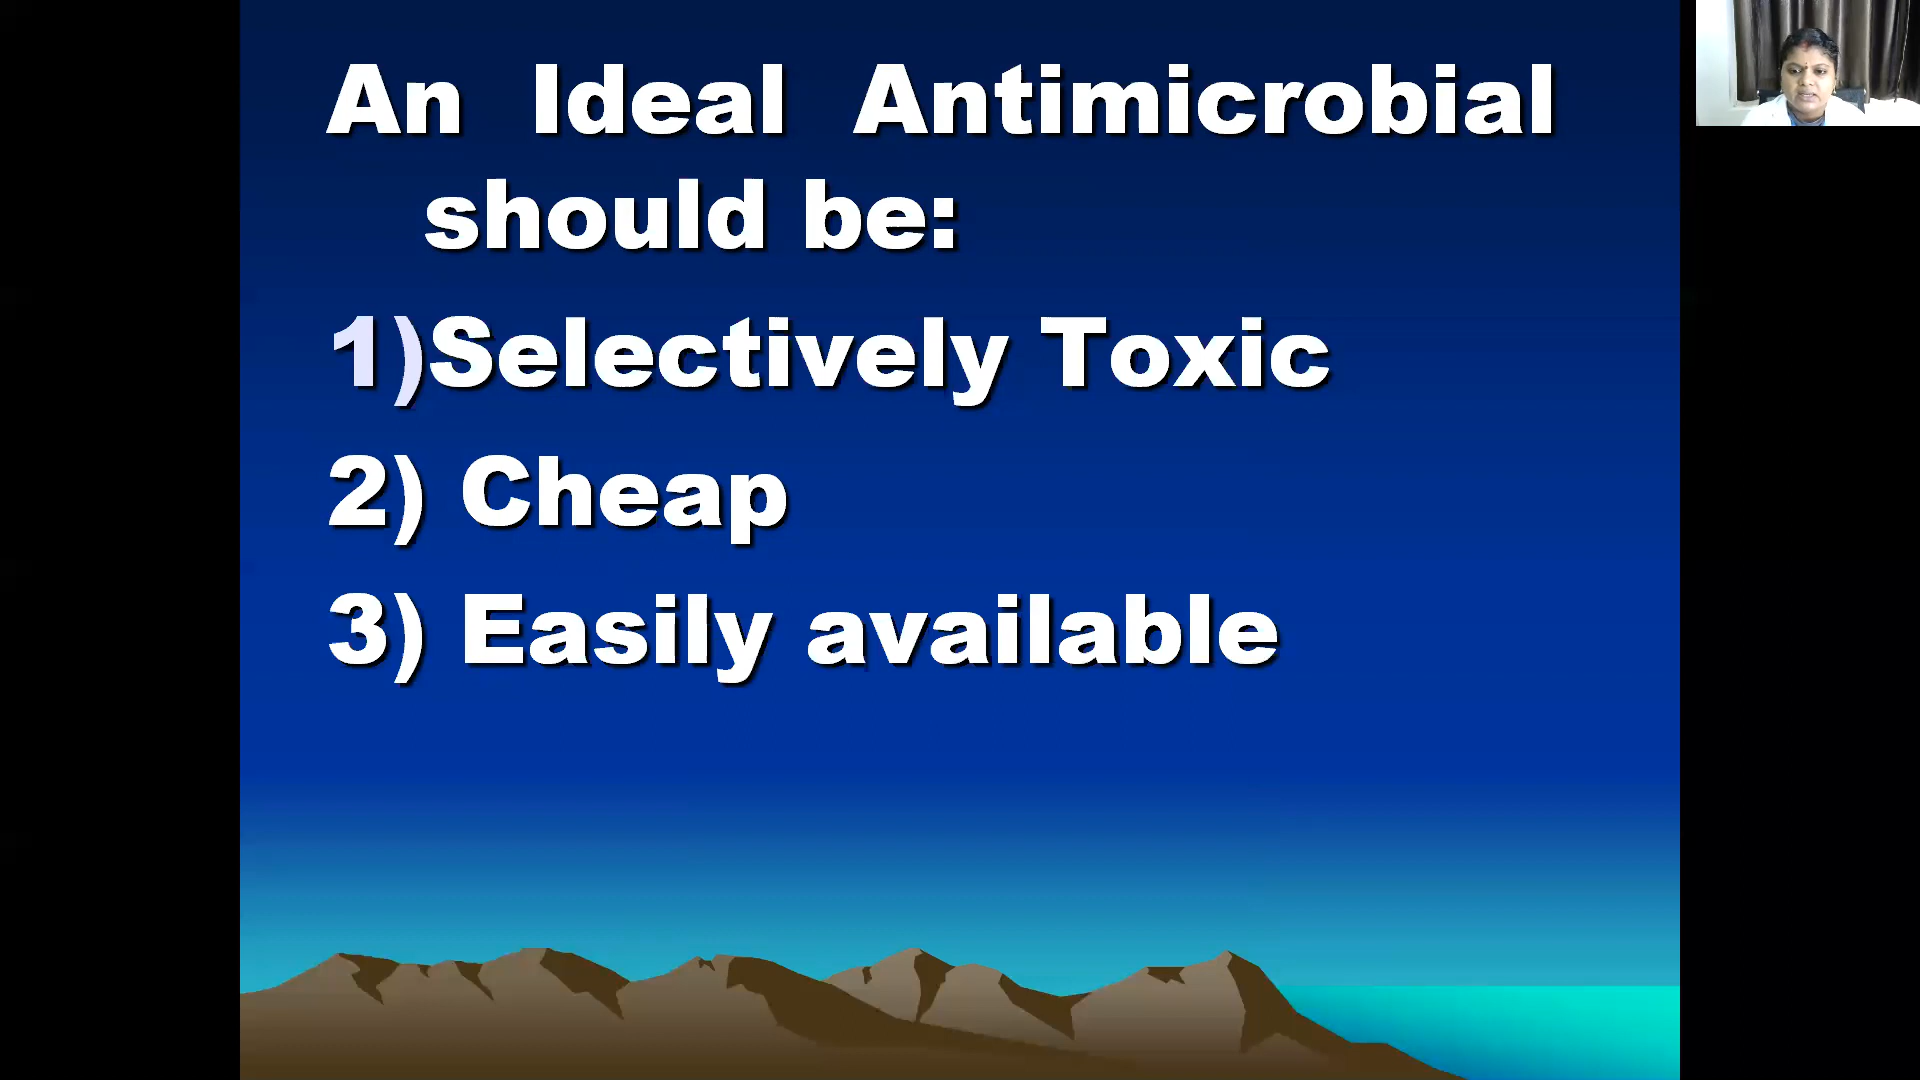 An Ideal Antimicrobial
should be:
1)Selectively Toxic
2) Cheap
3) Easily available